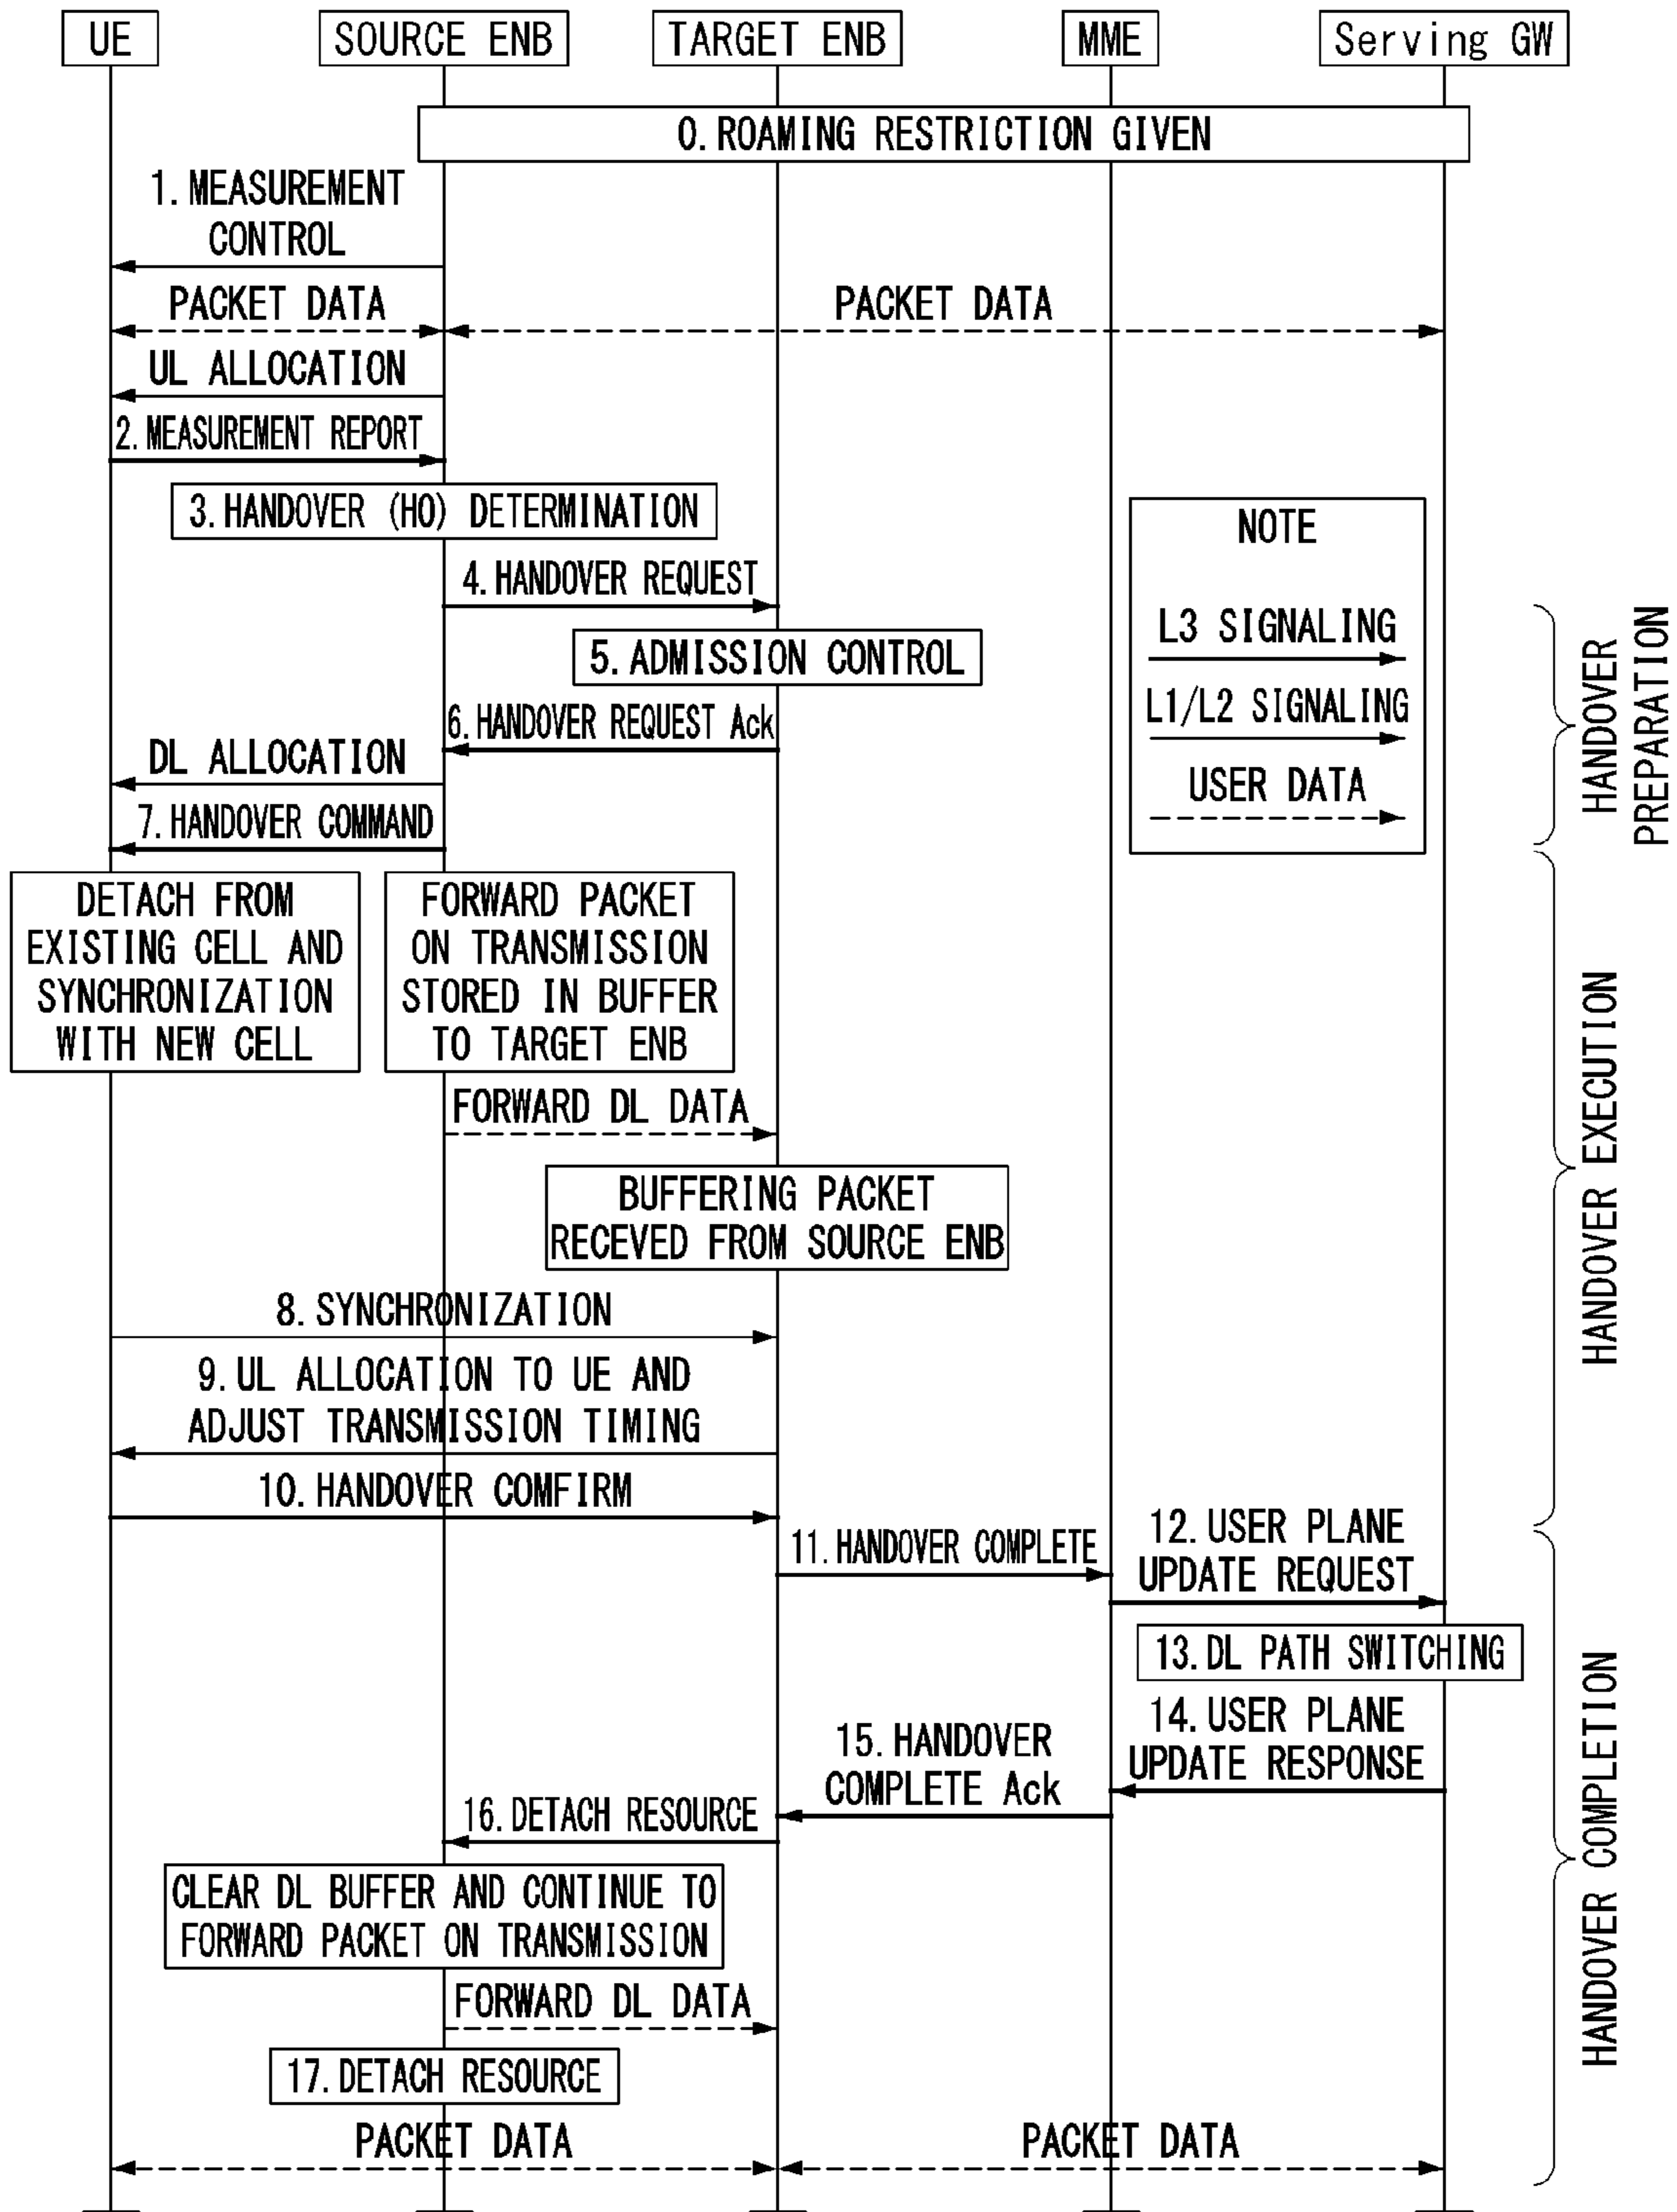 UE
SOURCE ENB
TARGET ENB
MME
Serving GW
0. ROAMING RESTRICTION GIVEN
1. MEASUREMENT
CONTROL
PACKET DATA
PACKET DATA
UL ALLOCATION
2. MEASUREMENT REPORT
3. HANDOVER (HO) DETERMINATION
NOTE
L3 SIGNALING
L1/L2 SIGNALING
USER DATA
4. HANDOVER REQUEST
5. ADMISSION CONTROL
6. HANDOVER REQUEST Ack
DL ALLOCATION
7. HANDOVER COMMAND
HANDOVER
PREPARATION
DETACH FROM
EXISTING CELL AND
SYNCHRONIZATION
WITH NEW CELL
FORWARD PACKET
ON TRANSMISSION
STORED IN BUFFER
TO TARGET ENB
FORWARD DL DATA
BUFFERING PACKET
RECEVED FROM SOURCE ENB
8. SYNCHRONIZATION
9. UL ALLOCATION TO UE AND
ADJUST TRANSMISSION TIMING
10. HANDOVER COMFIRM
HANDOVER EXECUTION
11. HANDOVER COMPLETE
12. USER PLANE
UPDATE REQUEST
13. DL PATH SWITCHING
14. USER PLANE
UPDATE RESPONSE
15. HANDOVER
COMPLETE Ack
16. DETACH RESOURCE
CLEAR DL BUFFER AND CONTINUE TO
FORWARD PACKET ON TRANSMISSION
FORWARD DL DATA
17. DETACH RESOURCE
PACKET DATA
PACKET DATA
HANDOVER COMPLETION